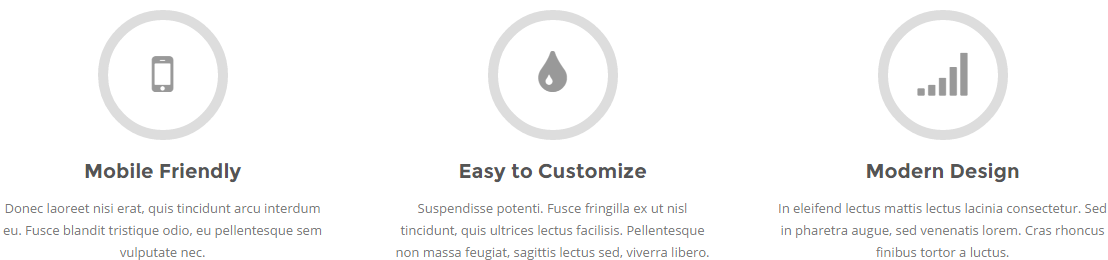 Mobile Friendly
Donec laoreet nisi erat, quis tincidunt arcu interdum
eu. Fusce blandit tristique odio, eu pellentesque sem
vulputate nec.
Easy to Customize
Suspendisse potenti. Fusce fringilla ex ut nisl
tincidunt, quis ultrices lectus facilisis. Pellentesque
non massa feugiat, sagittis lectus sed, viverra libero.
Modern Design
In eleifend lectus mattis lectus lacinia consectetur. Sed
in pharetra augue, sed venenatis lorem. Cras rhoncus
finibus tortor a luctus.